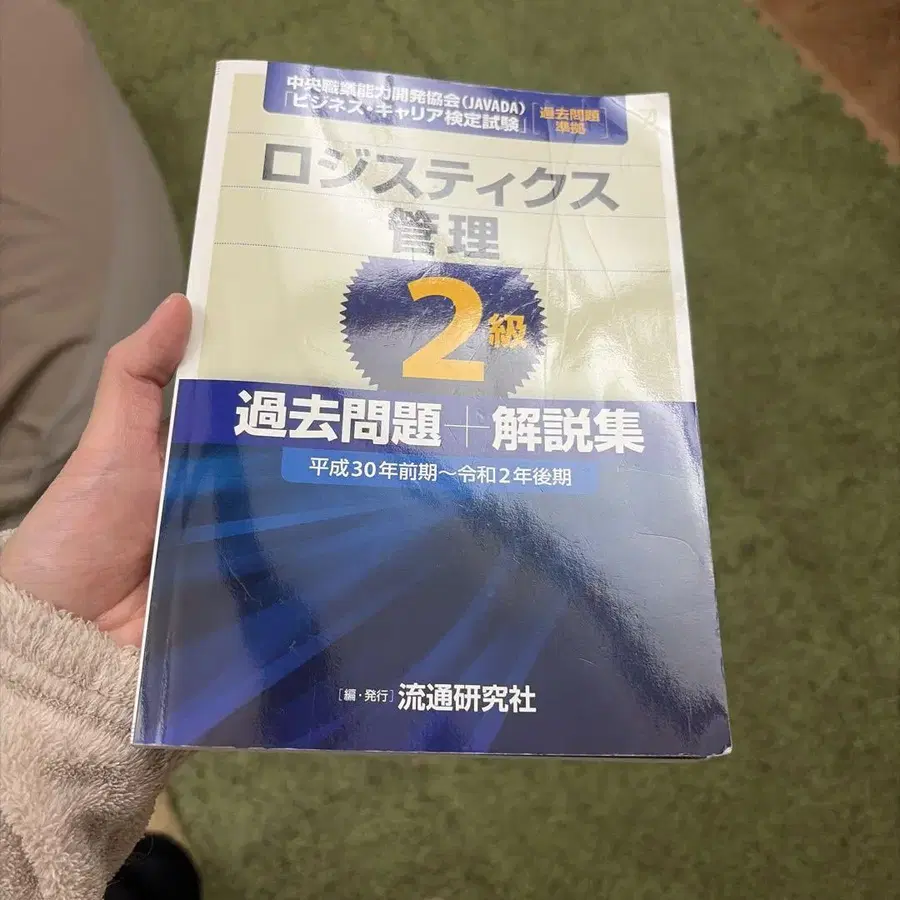 中央職業能力開発協会(JAVADA)
「ビジネス・キャリア検定試験」
過去問題
準拠
ロジスティクス
管理
2級
過去問題+解説集
平成30年前期～令和2年後期
[編・発行]流通研究社